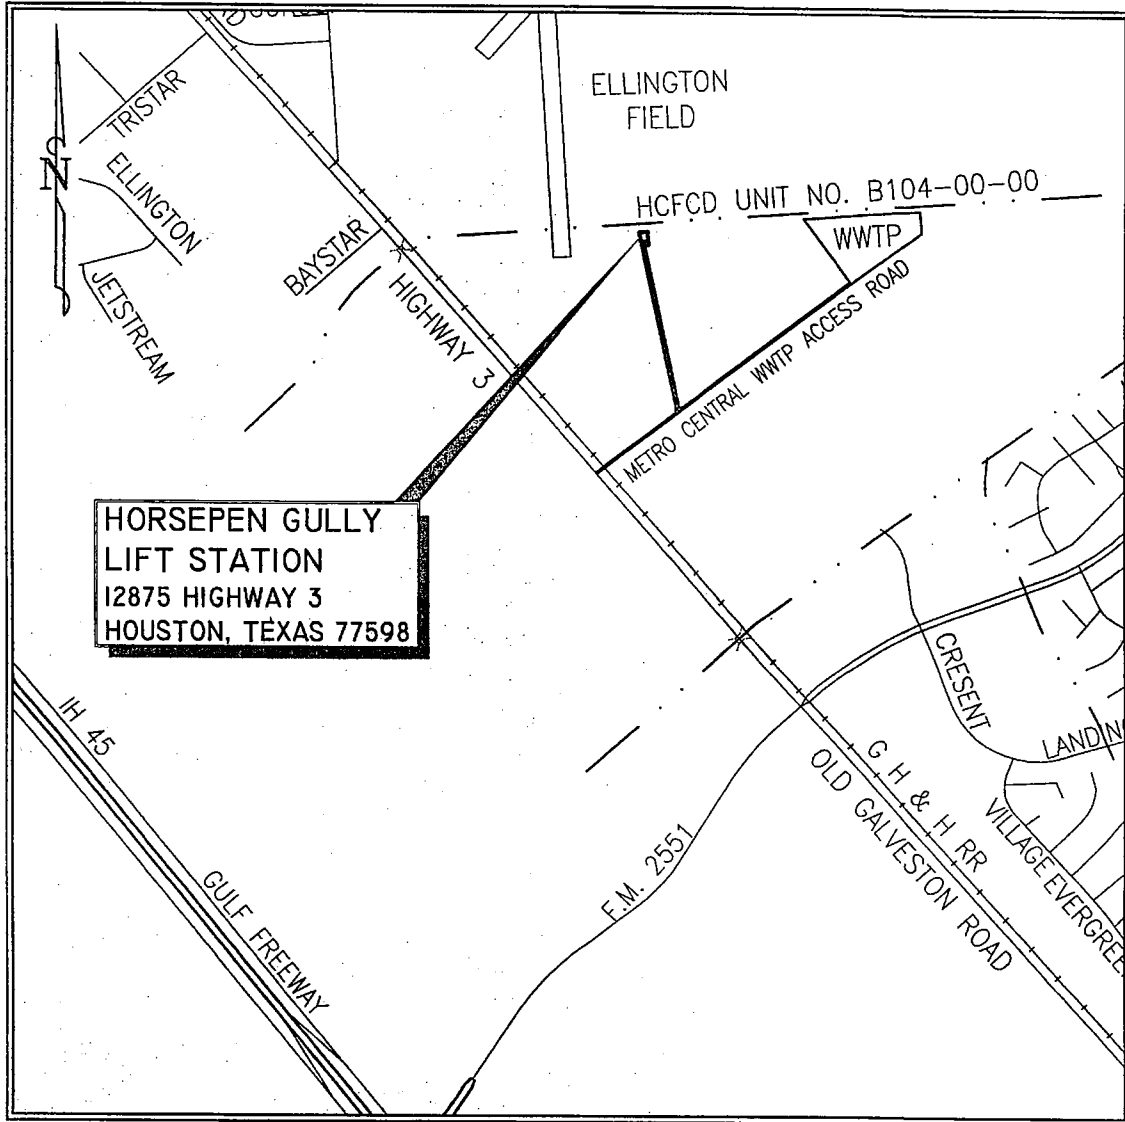 ELLINGTON
FIELD
TRISTAR
N
ELLINGTON
HCFCD UNIT NO. B104-00-00
BAYSTAR
WWTP
JETSTREAM
HIGHWAY 3
METRO CENTRAL WWTP ACCESS ROAD
HORSEPEN GULLY
LIFT STATION
12875 HIGHWAY 3
HOUSTON, TEXAS 77598
CRESENT
IH 45
LANDIN
G H & H RR
OLD GALVESTON ROAD
VILLAGE EVERGREE
F.M. 2551
GULF FREEWAY